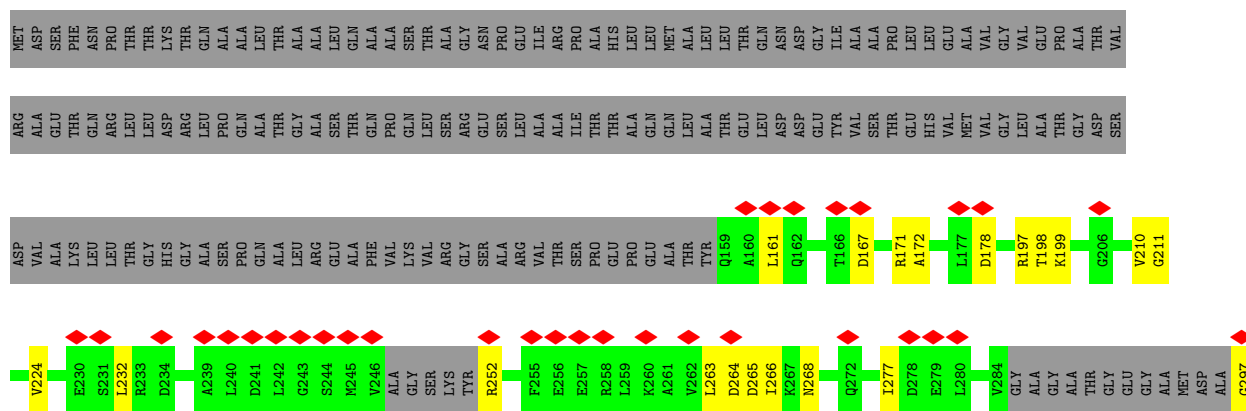 MET ASP SER PHE ASN PRO THR THR LYS THR GLN ALA ALA LEU THR ALA ALA LEU GLN ALA ALA SER THR ALA GLY ASN PRO GLU ILE ARG PRO ALA HIS LEU LEU MET ALA LEU LEU THR GLN ASN ASP GLY ILE ALA ALA PRO LEU LEU GLU ALA VAL GLY VAL GLU PRO ALA THR VAL
ARG ALA GLU THR GLN ARG LEU LEU ASP ARG LEU PRO GLN ALA THR GLY ALA SER THR GLN PRO GLN LEU SER ARG GLU SER LEU ALA ALA ILE THR THR ALA GLN GLN LEU ALA THR GLU LEU ASP ASP GLU TYR VAL SER THR GLU HIS VAL MET VAL GLY LEU ALA THR GLY ASP SER
ASP VAL ALA LYS LEU LEU THR GLY HIS GLY ALA SER PRO GLN ALA LEU ARG GLU ALA PHE VAL LYS VAL ARG GLY SER ALA ARG VAL THR SER PRO GLU PRO GLU ALA THR TYR Q159 A160 L161 Q162 T166 D167 R171 A172 L177 D178 R197 T198 K199 G206 V210 G211
V224 E230 S231 L232 R233 D234 A239 L240 D241 L242 G243 S244 M245 V246 ALA GLY SER LYS TYR R252 F255 E256 E257 R258 L259 K260 A261 V262 L263 D264 D265 I266 K267 N268 Q272 I277 D278 E279 L280 V284 GLY ALA GLY ALA THR GLY GLU GLY ALA MET ASP ALA G297